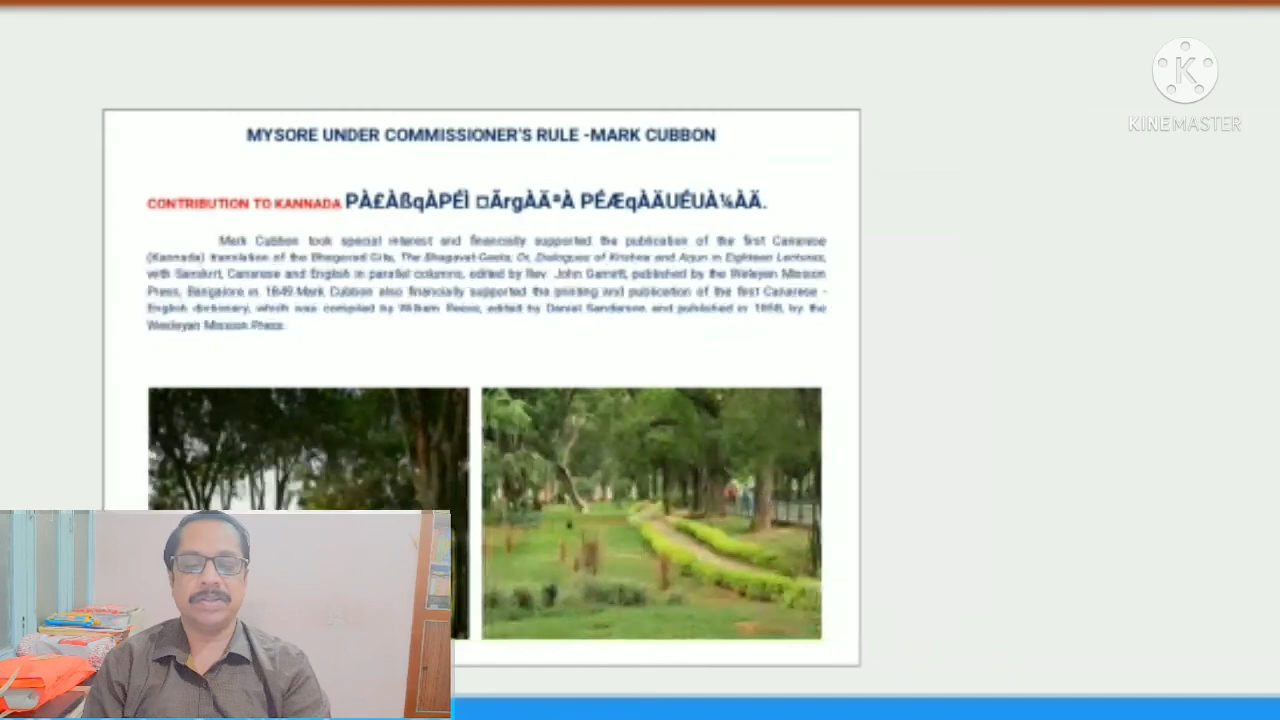 KINEMASTER
MYSORE UNDER COMMISSIONER'S RULE -MARK CUBBON
CONTRIBUTION TO KANNADA PÀ£ÀßqÀPÉÌ ¤ÃrgÀÄªÀ PÉÆqÀÄUÉUÀ¼ÀÄ.
Mark Cubbon took special interest and financially supported the publication of the first Canarese
(Kannada) translation of the Bhagavad Gita, The Bhagavat-Geeta, Or, Dialogues of Krishna and Arjun in Eighteen Lectures,
with Sanskrit, Canarese and English in parallel columns, edited by Rev. John Garrett, published by the Wesleyan Mission
Press, Bangalore in 1849.Mark Cubbon also financially supported the printing and publication of the first Canarese -
English dictionary, which was compiled by William Reeve, edited by Daniel Sanderson and published in 1858, by the
Wesleyan Mission Press.